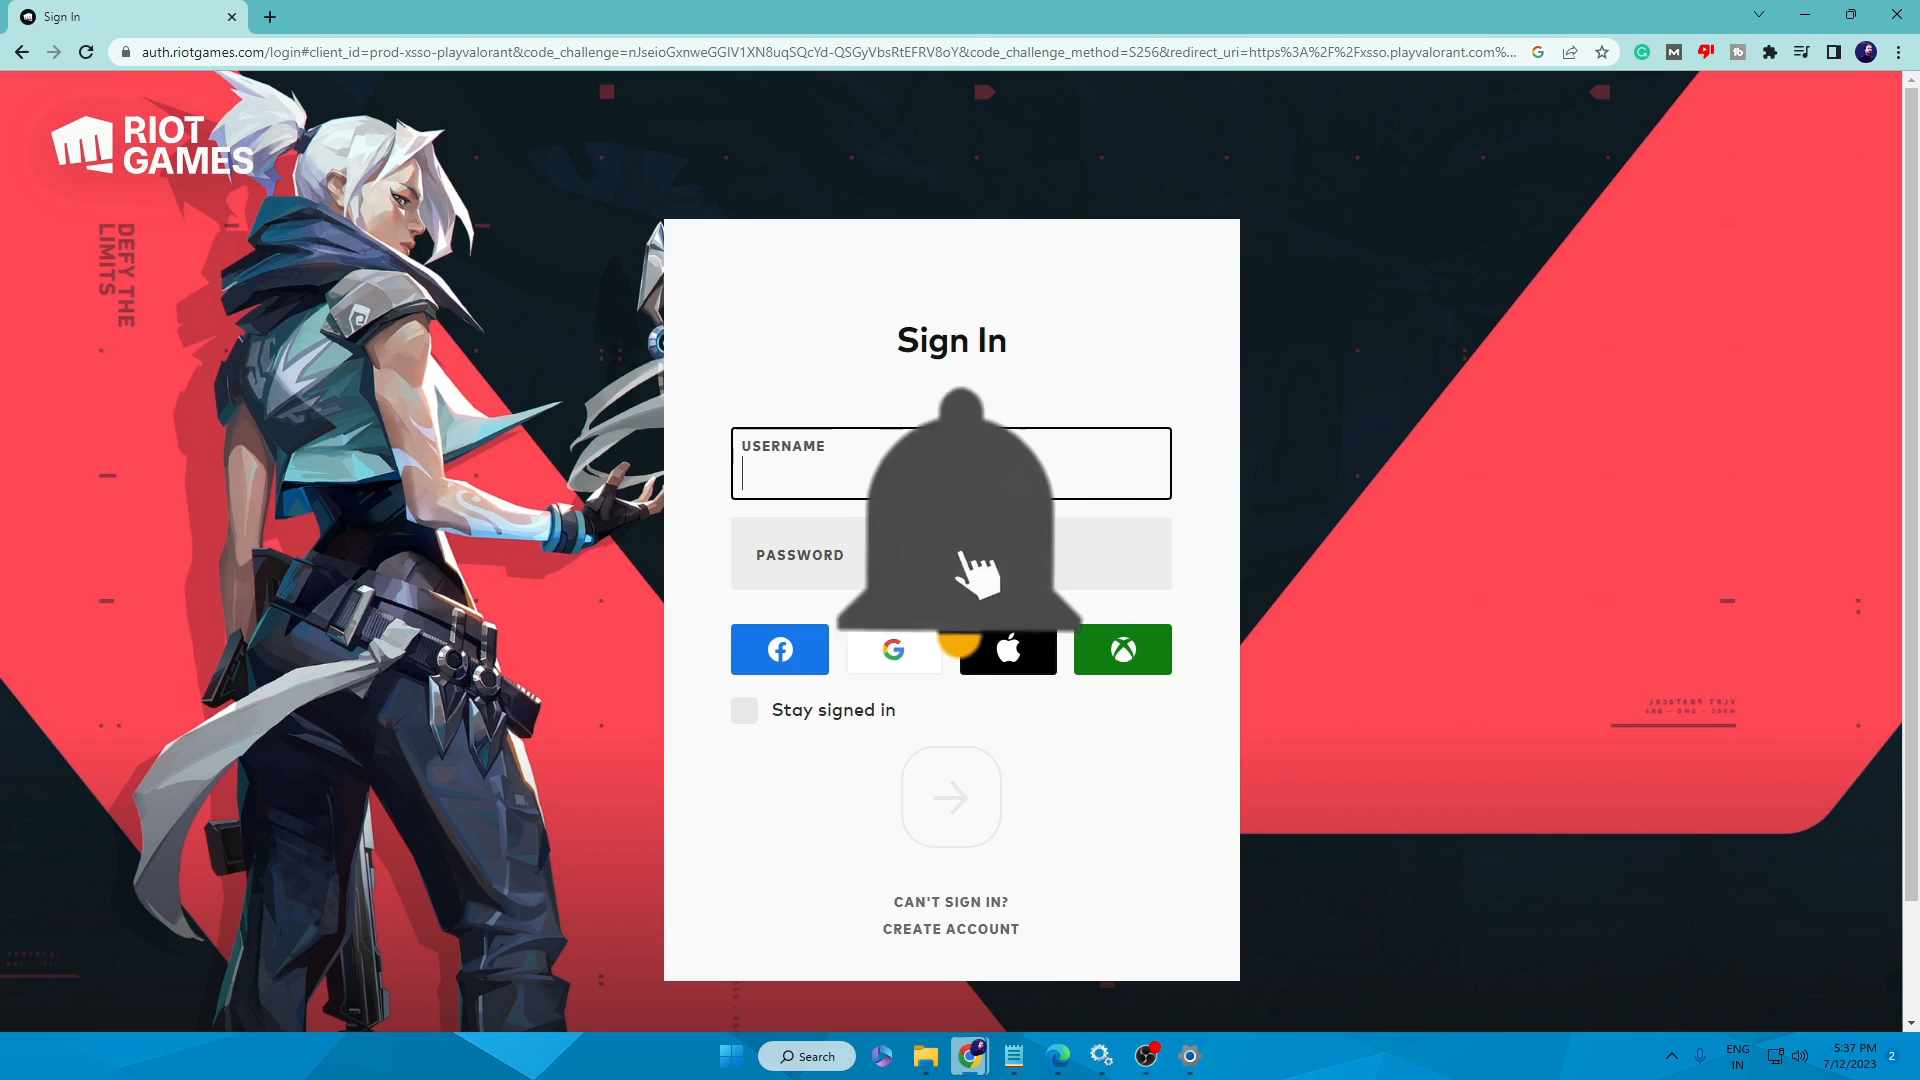 Sign In
auth.riotgames.com/login#client_id=prod-xsso-playvalorant&code_challenge=nJseioGxnweGGIV1XN8uqSQcYd-QSGyVbsRtEFRV8oY&code_challenge_method=S256&redirect_uri=https%3A%2F%2Fxsso.playvalorant.com%...
RIOT
GAMES
DEFY THE
LIMITS
Sign In
USERNAME
PASSWORD
Stay signed in
CAN'T SIGN IN?
CREATE ACCOUNT
Search
ENG
IN
5:37 PM
7/12/2023
2